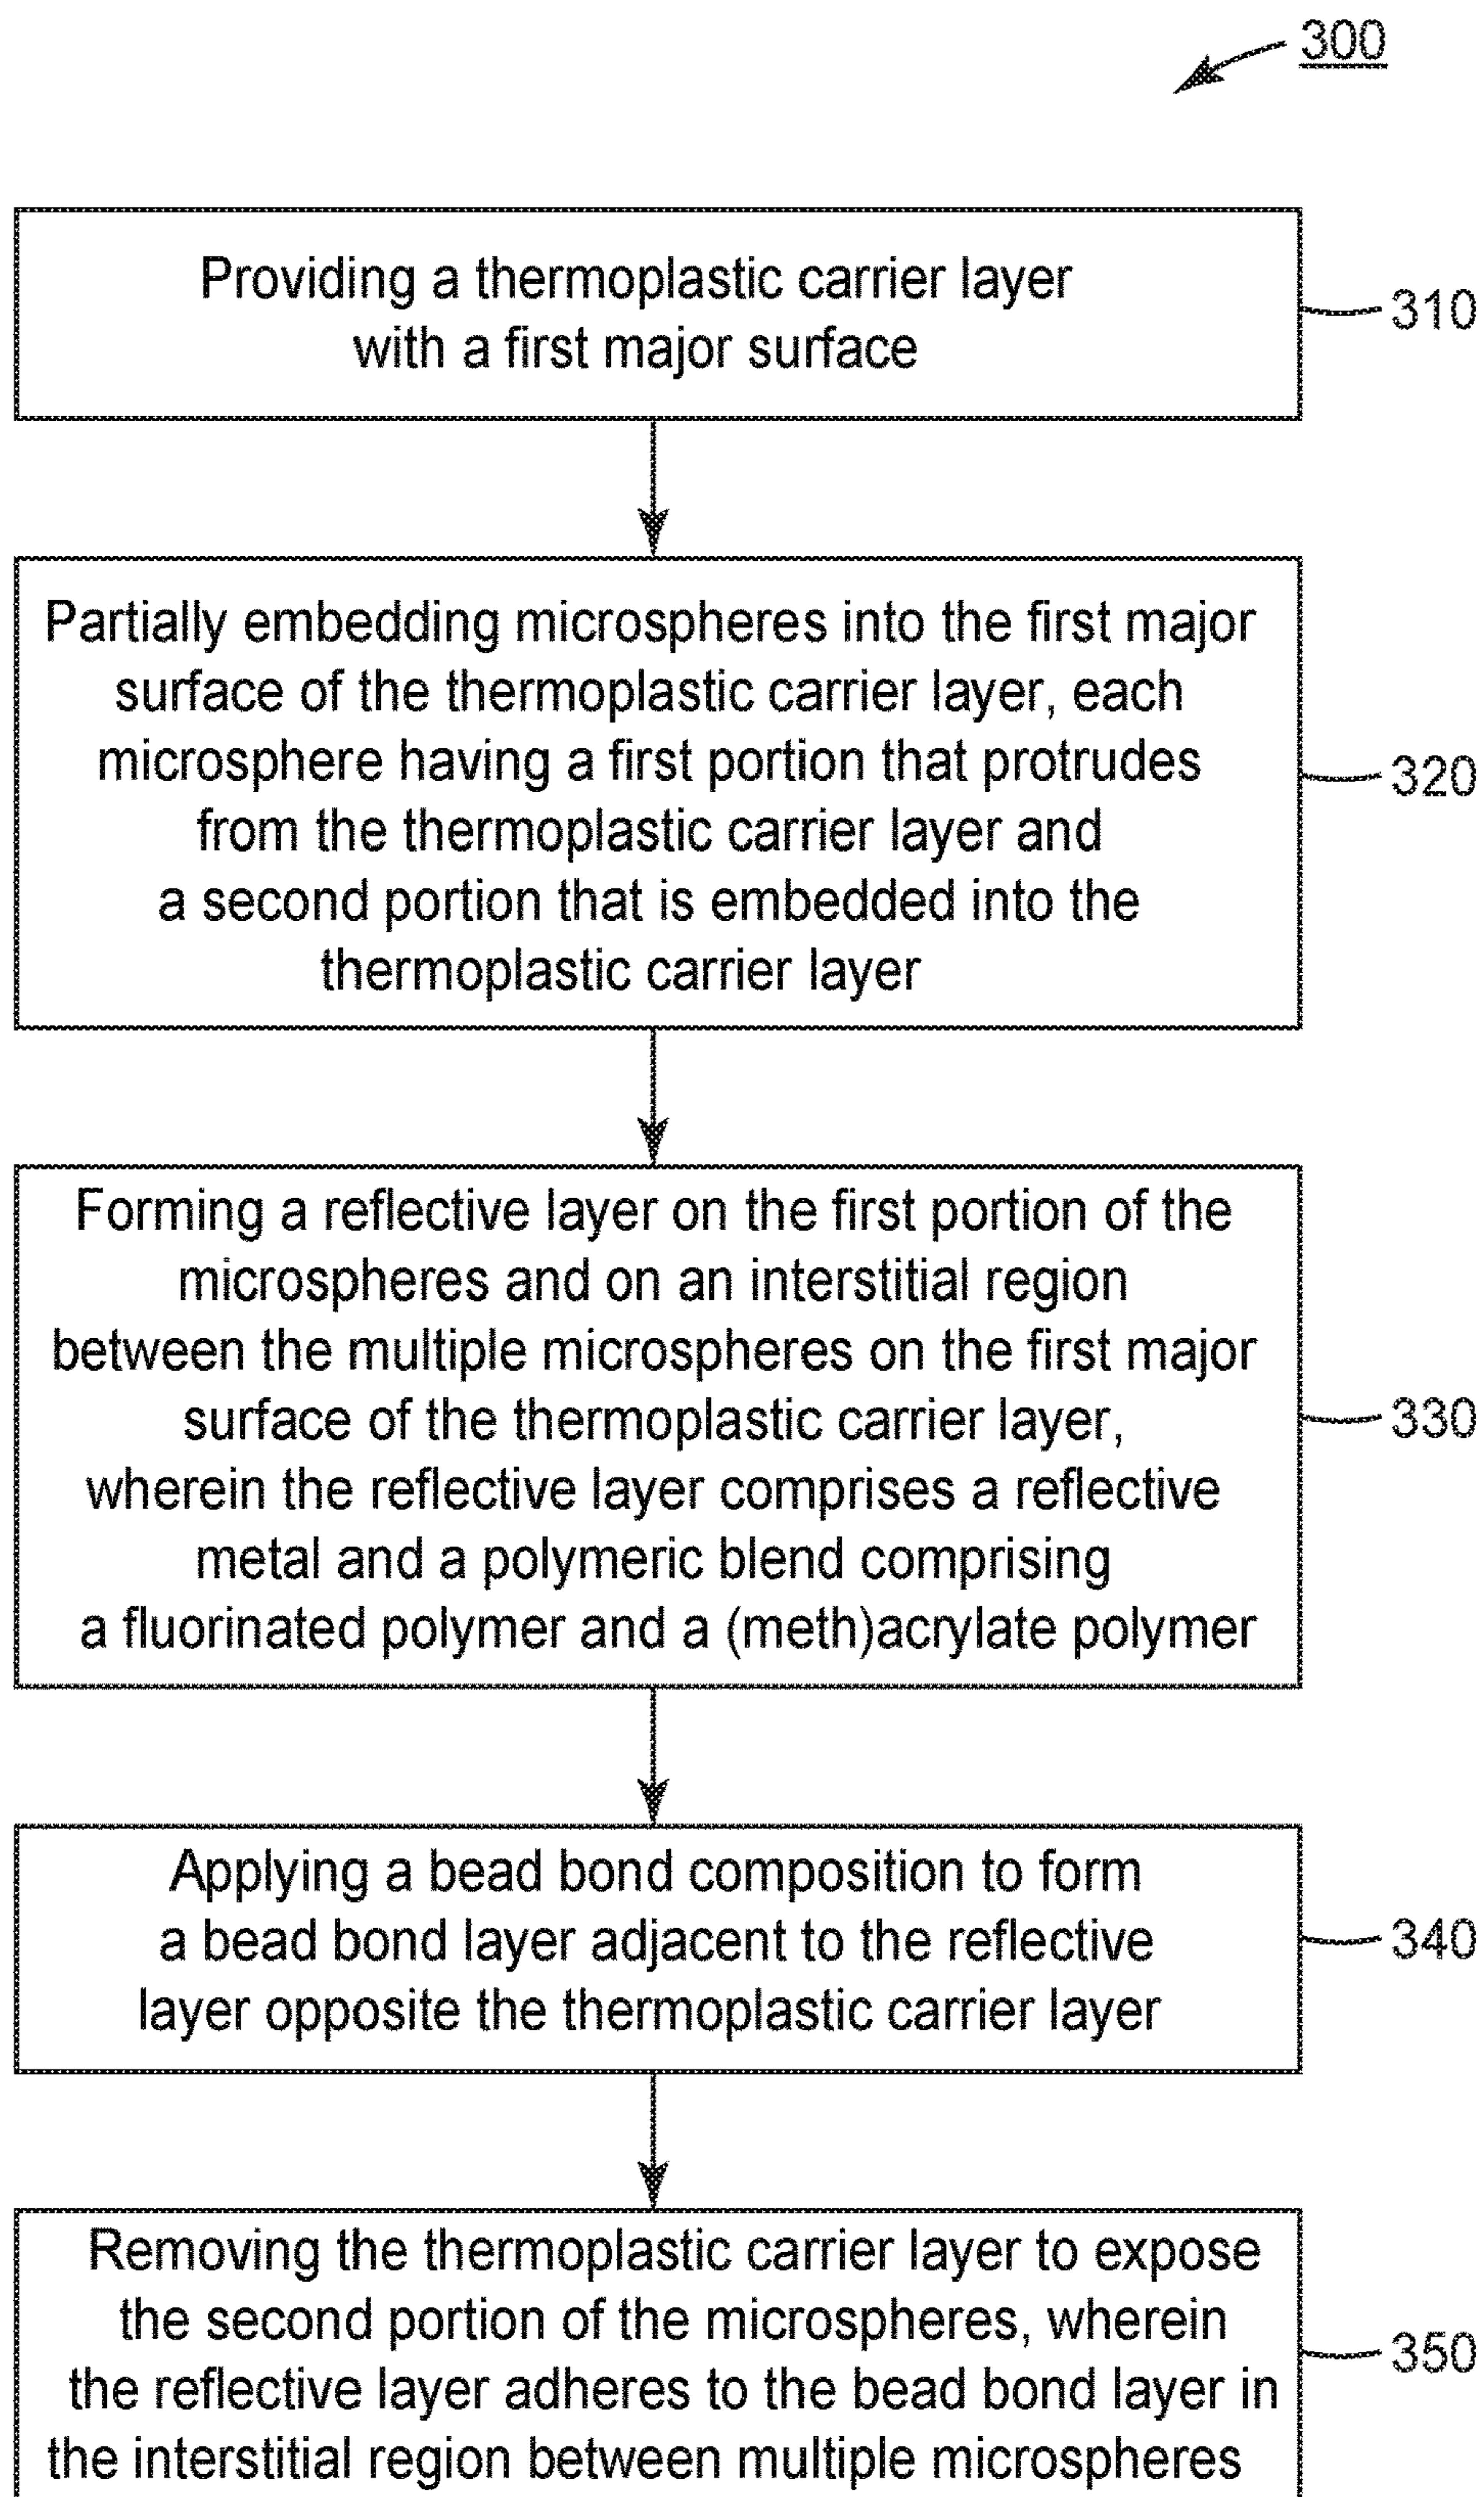 300
Providing a thermoplastic carrier layer
with a first major surface
310
Partially embedding microspheres into the first major
surface of the thermoplastic carrier layer, each
microsphere having a first portion that protrudes
from the thermoplastic carrier layer and
a second portion that is embedded into the
thermoplastic carrier layer
320
Forming a reflective layer on the first portion of the
microspheres and on an interstitial region
between the multiple microspheres on the first major
surface of the thermoplastic carrier layer,
wherein the reflective layer comprises a reflective
metal and a polymeric blend comprising
a fluorinated polymer and a (meth)acrylate polymer
330
Applying a bead bond composition to form
a bead bond layer adjacent to the reflective
layer opposite the thermoplastic carrier layer
340
Removing the thermoplastic carrier layer to expose
the second portion of the microspheres, wherein
the reflective layer adheres to the bead bond layer in
the interstitial region between multiple microspheres
350